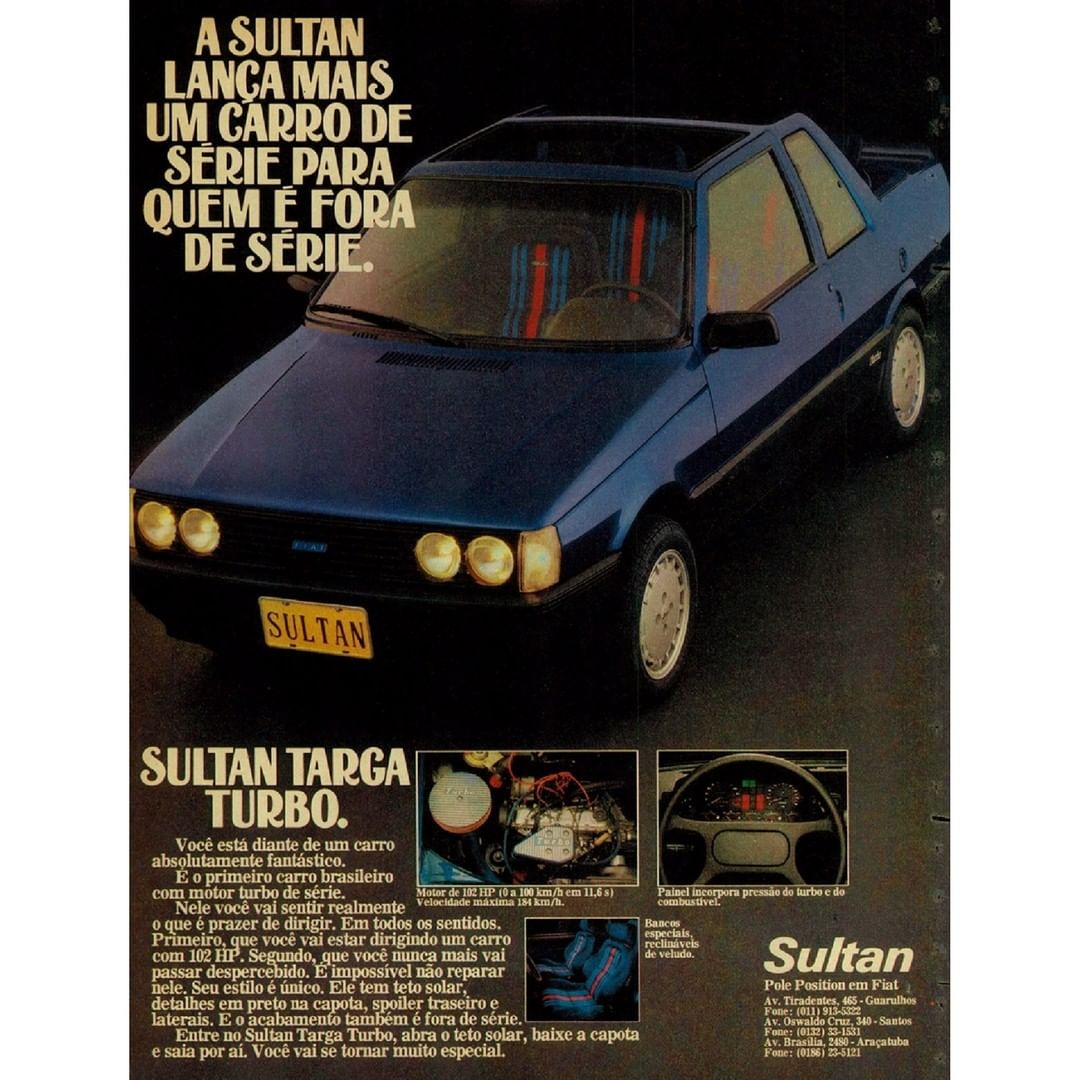 A SULTAN
LANÇA MAIS
UM CARRO DE
SÉRIE PARA
QUEM É FORA
DE SÉRIE.
FIAT
SULTAN
SULTAN TARGA
TURBO.
Você está diante de um carro
absolutamente fantástico.
É o primeiro carro brasileiro
com motor turbo de série.
Nele você vai sentir realmente
o que é prazer de dirigir. Em todos os sentidos.
Primeiro, que você vai estar dirigindo um carro
com 102 HP. Segundo, que você nunca mais vai
passar despercebido. É impossível não reparar
nele. Seu estilo é único. Ele tem teto solar,
detalhes em preto na capota, spoiler traseiro e
laterais. E o acabamento também é fora de série.
Entre no Sultan Targa Turbo, abra o teto solar, baixe a capota
e saia por aí. Você vai se tornar muito especial.
Turbo
Turbo
Motor de 102 HP (0 a 100 km/h em 11,6 s)
Velocidade máxima 184 km/h.
Painel incorpora pressão do turbo e do
combustível.
Bancos
especiais,
reclináveis
de veludo.
Sultan
Pole Position em Fiat
Av. Tiradentes, 465 - Guarulhos
Fone: (011) 913-5322
Av. Oswaldo Cruz, 340 - Santos
Fone: (0132) 33-1531
Av. Brasília, 2480 - Araçatuba
Fone: (0186) 23-5121